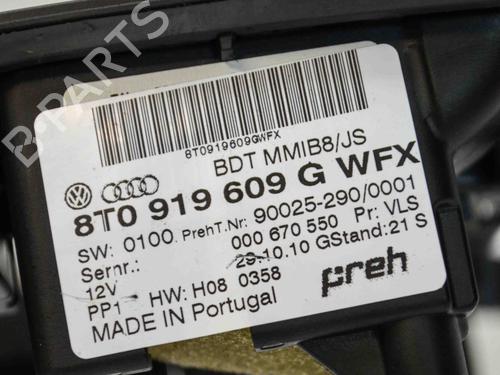 B-PARTS
8T0919609GWFX
BDT MMIB8/JS
8T0 919 609 G WFX
SW: 0100. PrehT.Nr: 90025-290/0001
Sernr.: 000 670 550 Pr: VLS
12V 29.10.10 GStand: 21 S
PP1 HW: H08 0358
MADE IN Portugal
preh